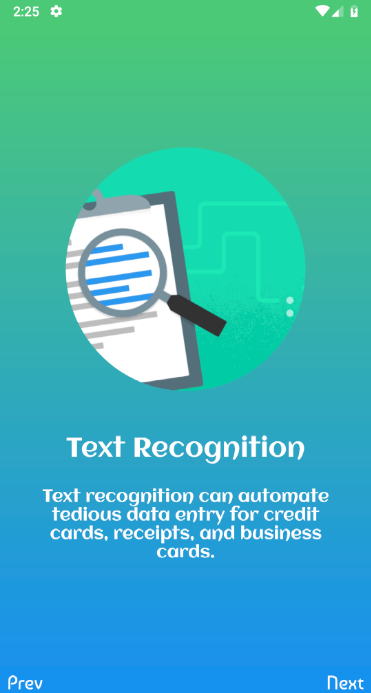 2:25
Text Recognition
Text recognition can automate
tedious data entry for credit
cards, receipts, and business
cards.
Prev
Next